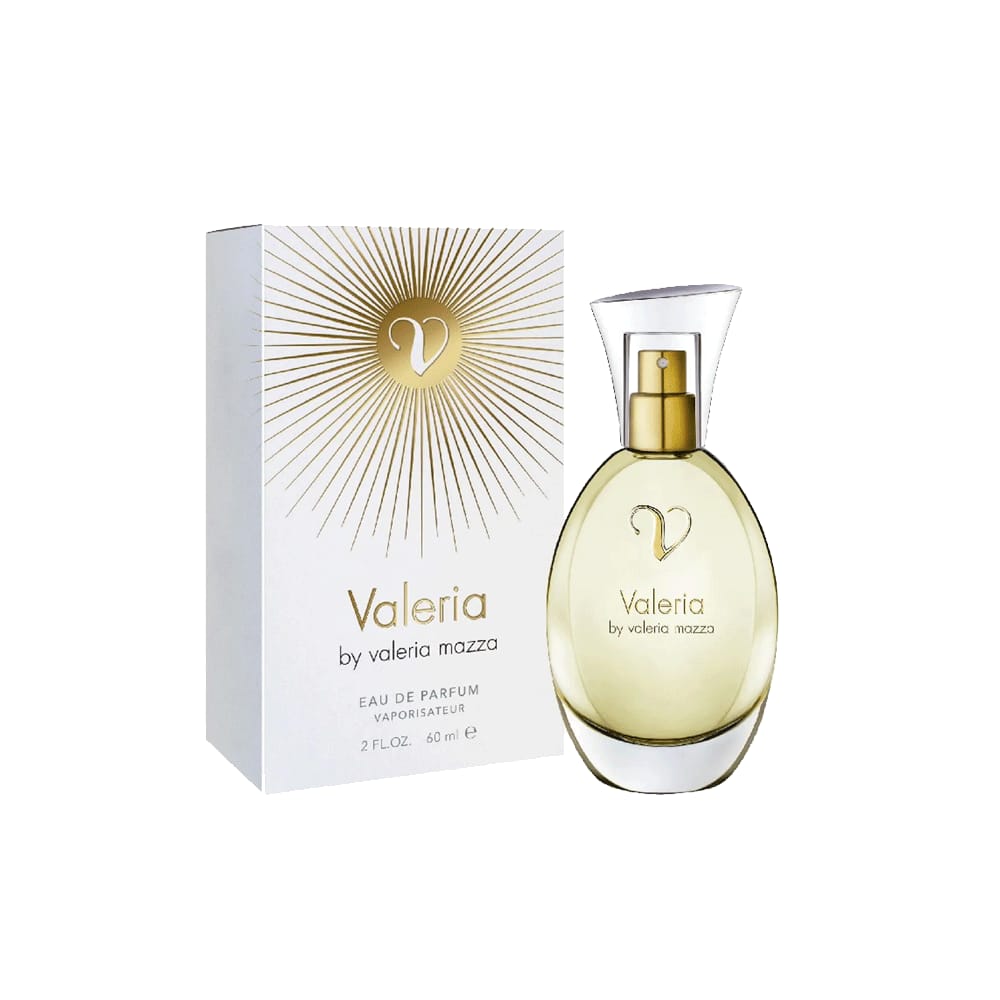 V
Valeria
by valeria mazza
EAU DE PARFUM
VAPORISATEUR
2 FL.OZ. 60 ml ℮
V
Valeria
by valeria mazza